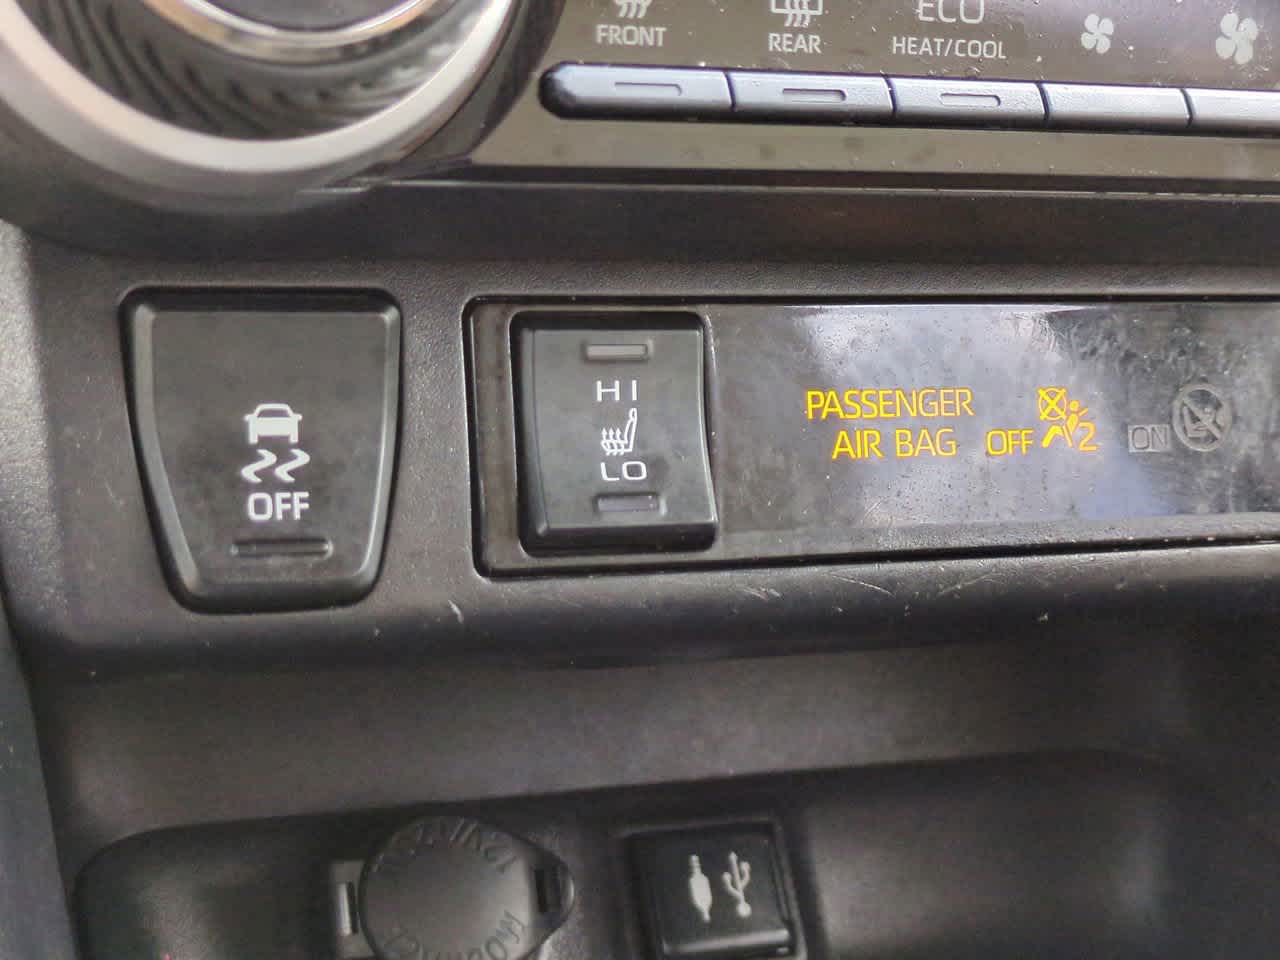 FRONT
REAR
ECO
HEAT/COOL
HI
LO
OFF
PASSENGER
AIR BAG OFF 2 ON